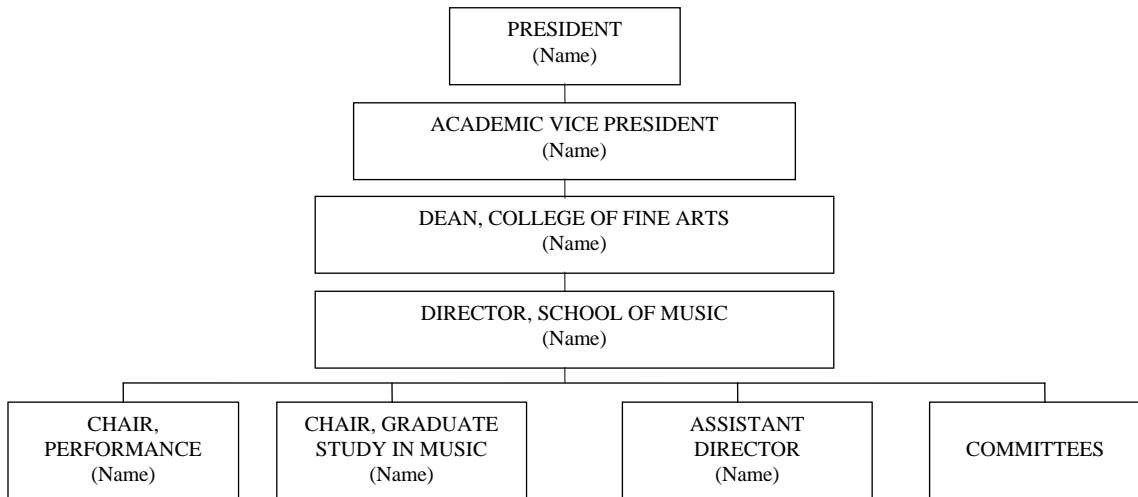 PRESIDENT
(Name)
ACADEMIC VICE PRESIDENT
(Name)
DEAN, COLLEGE OF FINE ARTS
(Name)
DIRECTOR, SCHOOL OF MUSIC
(Name)
CHAIR,
PERFORMANCE
(Name)
CHAIR, GRADUATE
STUDY IN MUSIC
(Name)
ASSISTANT
DIRECTOR
(Name)
COMMITTEES